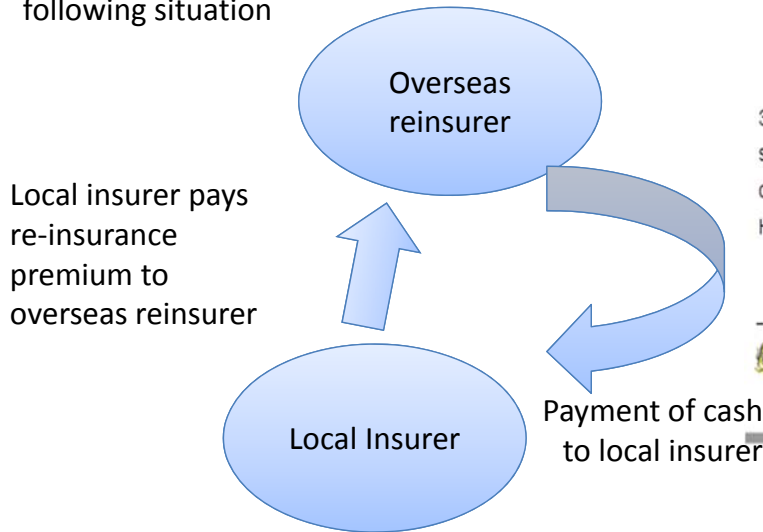 following situation
Overseas
reinsurer
Local insurer pays
re-insurance
premium to
overseas reinsurer
Local Insurer
Payment of cash
to local insurer